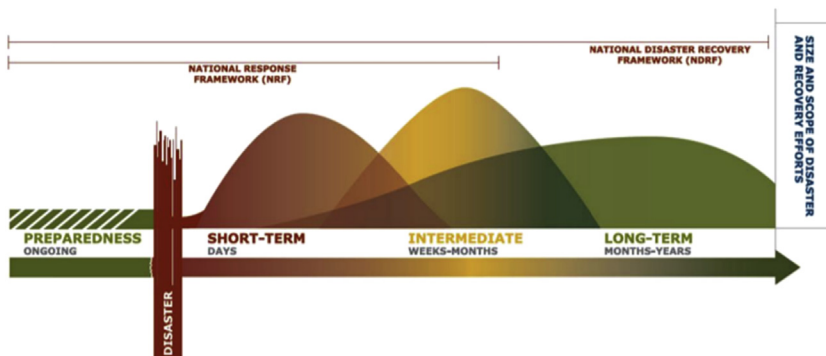 NATIONAL DISASTER RECOVERY
FRAMEWORK (NDRF)
NATIONAL RESPONSE
FRAMEWORK (NRF)
SIZE AND SCOPE OF DISASTER
AND RECOVERY EFFORTS
PREPAREDNESS
ONGOING
SHORT-TERM
DAYS
INTERMEDIATE
WEEKS-MONTHS
LONG-TERM
MONTHS-YEARS
DISASTER